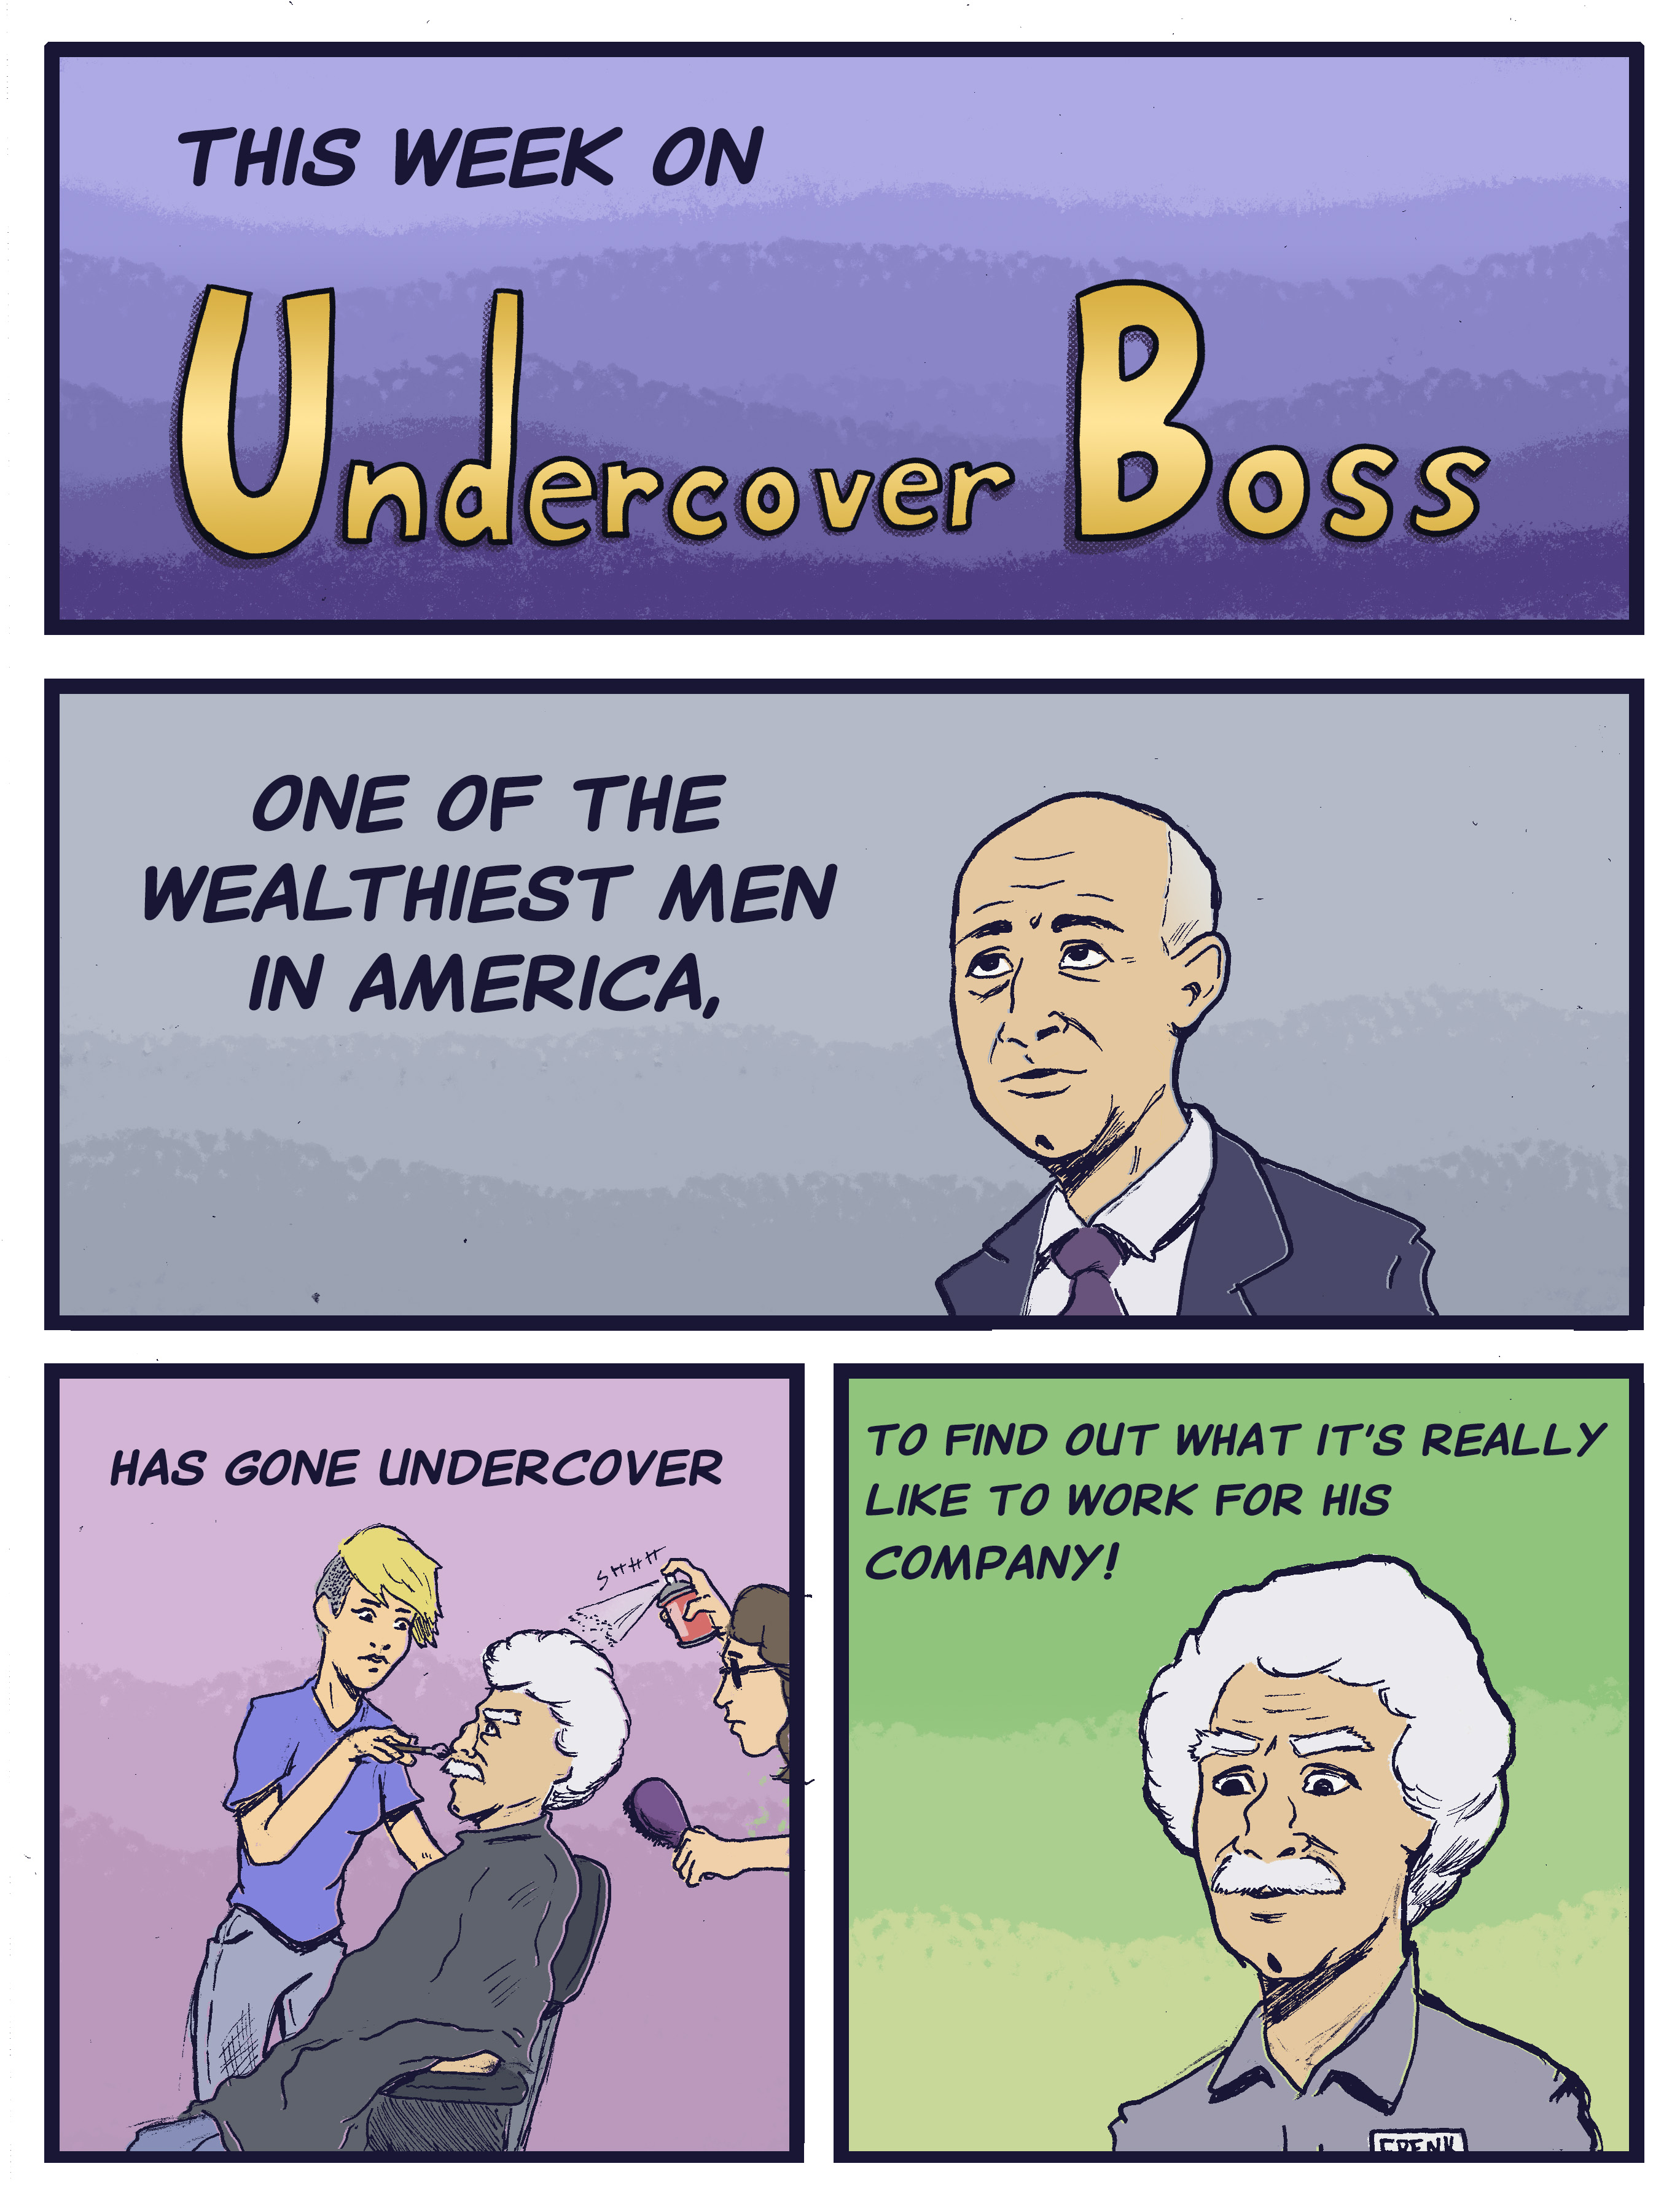 THIS WEEK ON
Undercover Boss
ONE OF THE
WEALTHIEST MEN
IN AMERICA,
HAS GONE UNDERCOVER
SHHH
TO FIND OUT WHAT IT'S REALLY
LIKE TO WORK FOR HIS
COMPANY!
FRENK